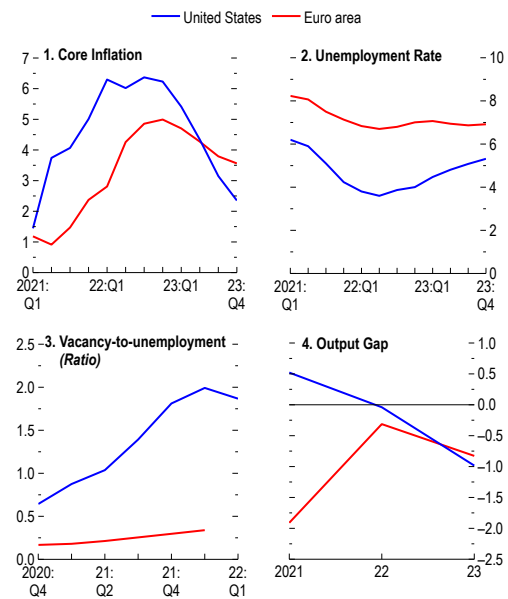 United States Euro area
1. Core Inflation
7
6
5
4
3
2
1
0
2021:
Q1
22:Q1
23:Q1
23:
Q4
2. Unemployment Rate
10
8
6
4
2
0
2021:
Q1
22:Q1
23:Q1
23:
Q4
3. Vacancy-to-unemployment
(Ratio)
2.5
2.0
1.5
1.0
0.5
0.0
2020:
Q4
21:
Q2
21:
Q4
22:
Q1
4. Output Gap
1.0
0.5
0.0
–0.5
–1.0
–1.5
–2.0
–2.5
2021
22
23